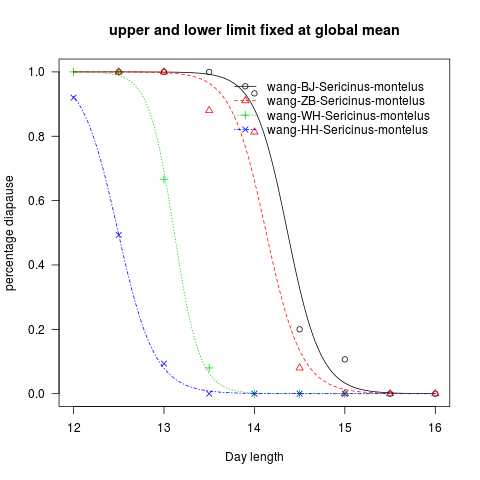 upper and lower limit fixed at global mean
percentage diapause
1.0
0.8
0.6
0.4
0.2
0.0
wang-BJ-Sericinus-montelus
wang-ZB-Sericinus-montelus
wang-WH-Sericinus-montelus
wang-HH-Sericinus-montelus
12 13 14 15 16
Day length